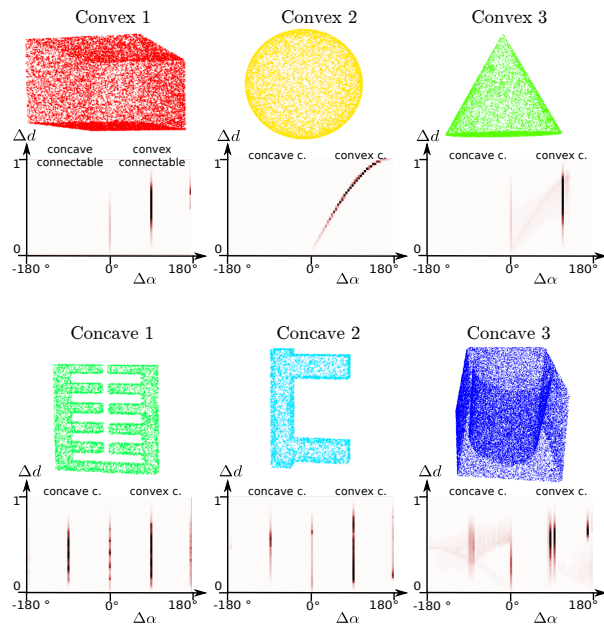 Convex 1
Convex 2
Convex 3
Δd
concave connectable
convex connectable
1
0
-180 °
0°
180°
Δα
Δd
concave c.
convex c.
1
0
-180 °
0°
180°
Δα
Δd
concave c.
convex c.
1
0
-180 °
0°
180°
Δα
Concave 1
Concave 2
Concave 3
Δd
concave c.
convex c.
1
0
-180 °
0°
180°
Δα
Δd
concave c.
convex c.
1
0
-180 °
0°
180°
Δα
Δd
concave c.
convex c.
1
0
-180 °
0°
180°
Δα